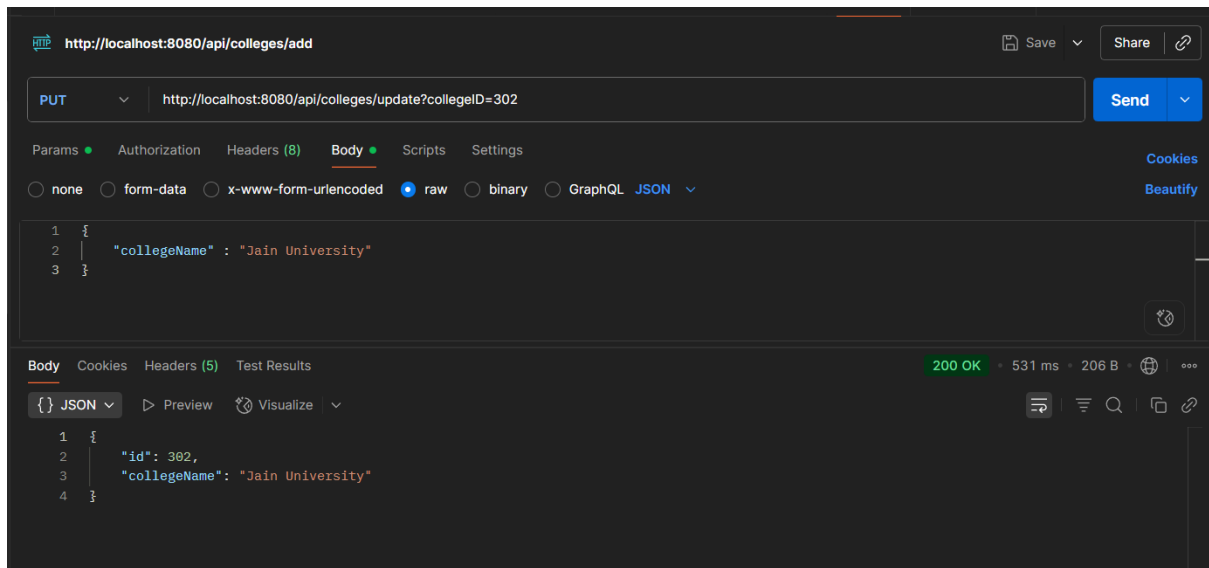 HTTP http://localhost:8080/api/colleges/add Save Share
PUT http://localhost:8080/api/colleges/update?collegeID=302 Send
Params Authorization Headers (8) Body Scripts Settings Cookies
none form-data x-www-form-urlencoded raw binary GraphQL JSON Beautify
1 {
2 "collegeName" : "Jain University"
3 }
Body Cookies Headers (5) Test Results 200 OK 531 ms 206 B
{} JSON Preview Visualize
1 {
2 "id": 302,
3 "collegeName": "Jain University"
4 }